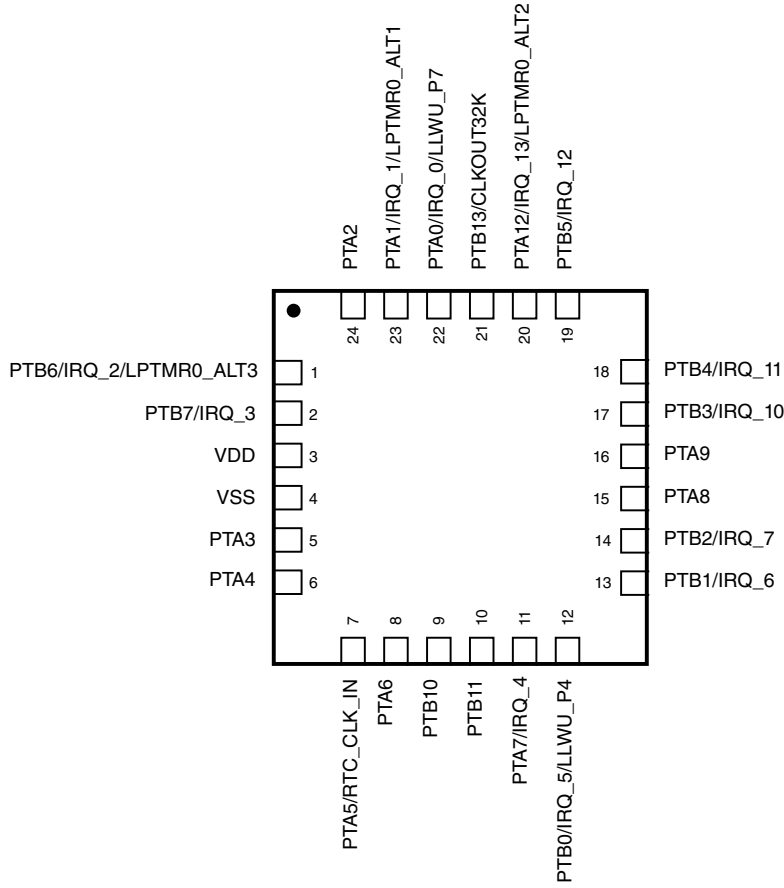 PTA2
PTA1/IRQ_1/LPTMR0_ALT1
PTA0/IRQ_0/LLWU_P7
PTB13/CLKOUT32K
PTA12/IRQ_13/LPTMR0_ALT2
PTB5/IRQ_12
24
23
22
21
20
19
PTB6/IRQ_2/LPTMR0_ALT3 1
PTB7/IRQ_3 2
VDD 3
VSS 4
PTA3 5
PTA4 6
18 PTB4/IRQ_11
17 PTB3/IRQ_10
16 PTA9
15 PTA8
14 PTB2/IRQ_7
13 PTB1/IRQ_6
7
8
9
10
11
12
PTA5/RTC_CLK_IN
PTA6
PTB10
PTB11
PTA7/IRQ_4
PTB0/IRQ_5/LLWU_P4